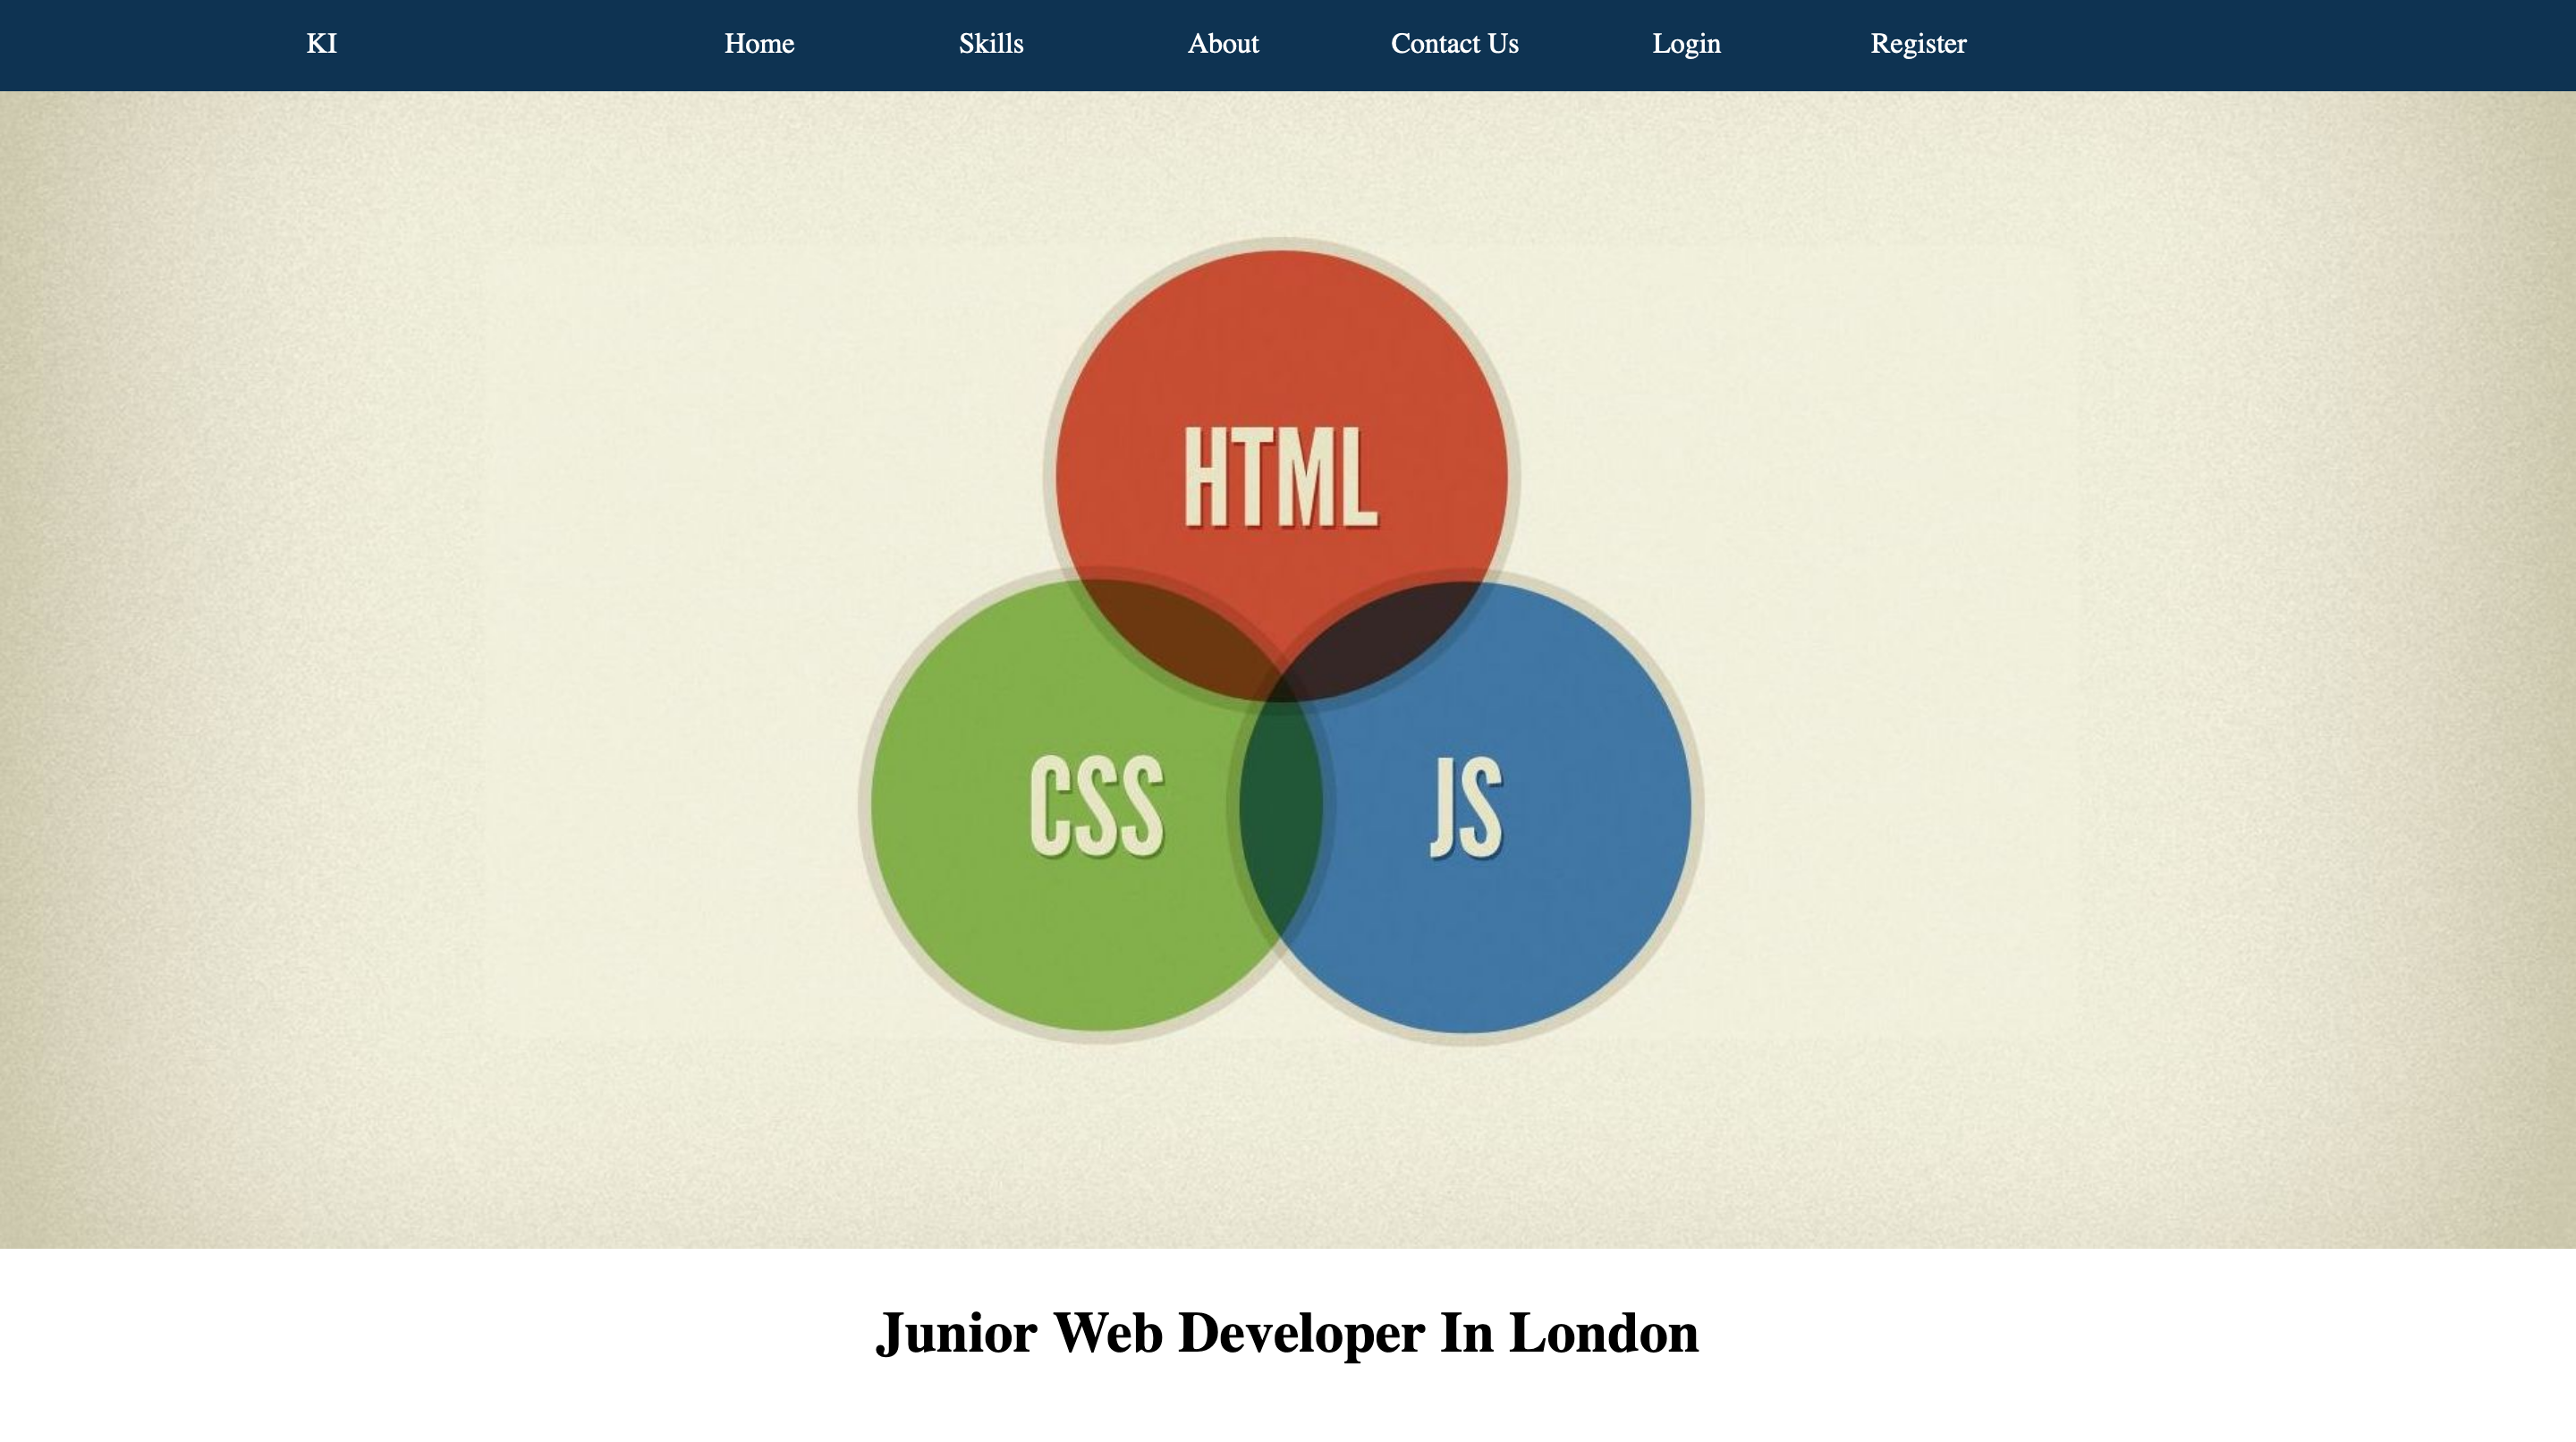 KI Home Skills About Contact Us Login Register
HTML
CSS JS
Junior Web Developer In London